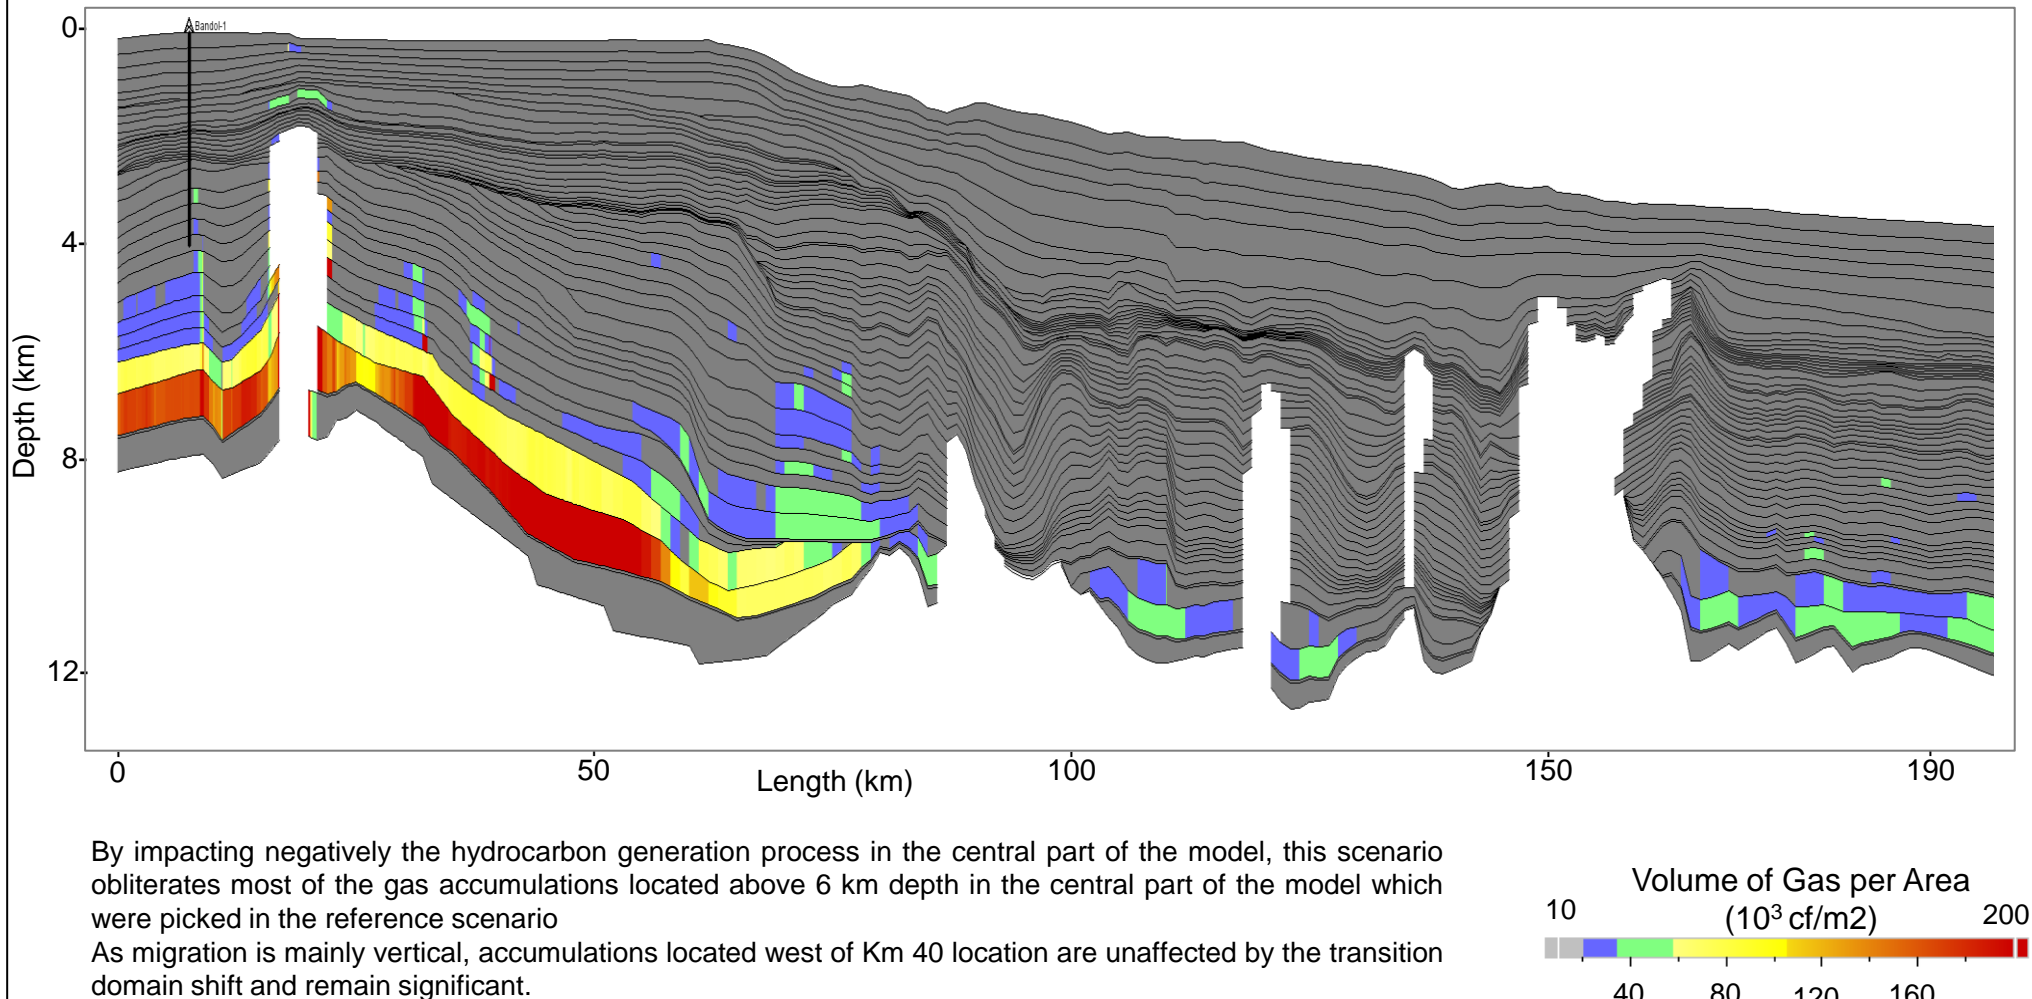 0
Bandol-1
4
8
12
Depth (km)
0
50
100
150
190
Length (km)
By impacting negatively the hydrocarbon generation process in the central part of the model, this scenario
obliterates most of the gas accumulations located above 6 km depth in the central part of the model which
were picked in the reference scenario
As migration is mainly vertical, accumulations located west of Km 40 location are unaffected by the transition
domain shift and remain significant.
Volume of Gas per Area
10
(10³ cf/m2)
200
40
80
120
160